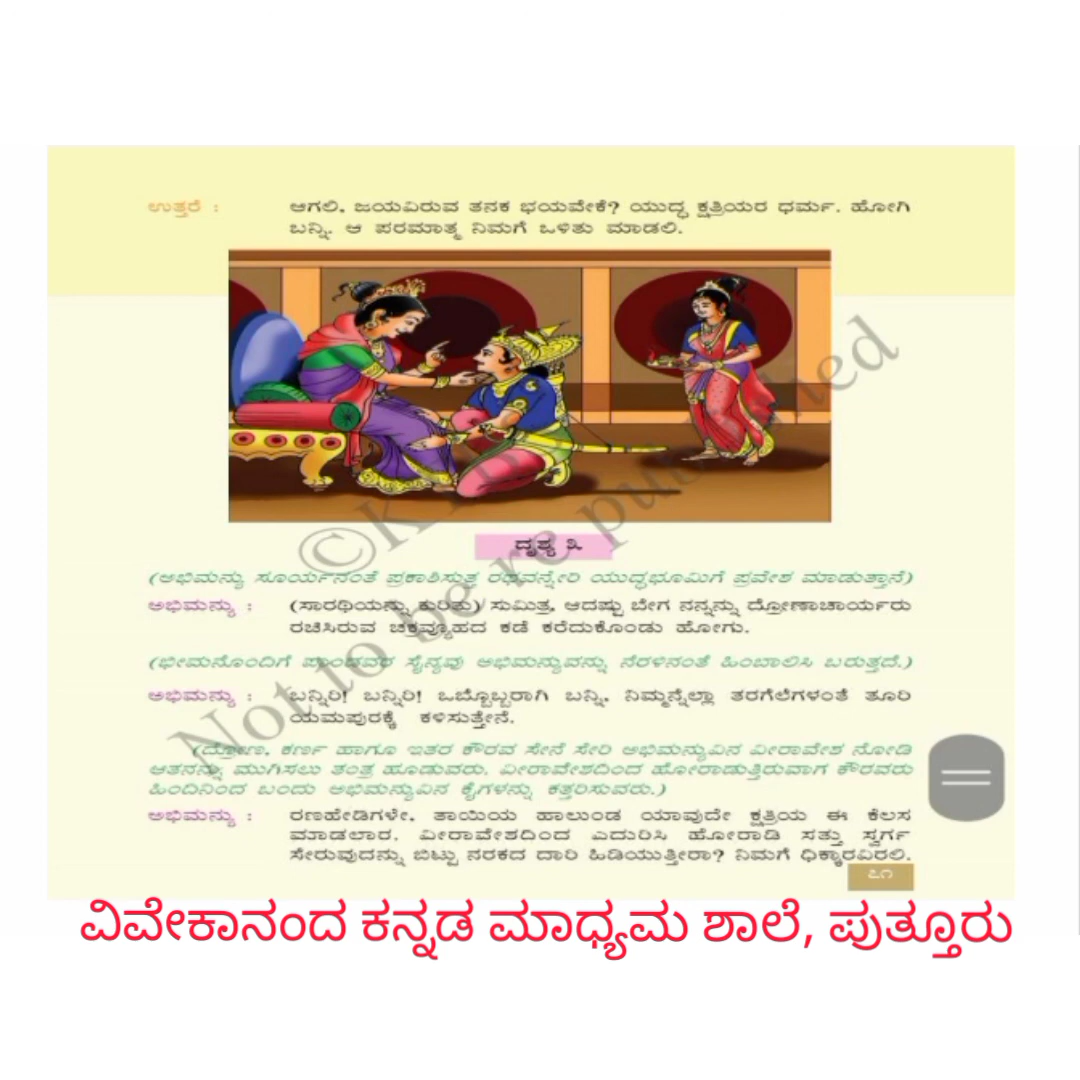 ಉತ್ತರೆ : ಆಗಲಿ, ಜಯವಿರುವ ತನಕ ಭಯವೇಕೆ? ಯುದ್ಧ ಕ್ಷತ್ರಿಯರ ಧರ್ಮ. ಹೋಗಿ
ಬನ್ನಿ. ಆ ಪರಮಾತ್ಮ ನಿಮಗೆ ಒಳಿತು ಮಾಡಲಿ.
ದೃಶ್ಯ ೩
(ಅಭಿಮನ್ಯು ಸೂರ್ಯನಂತೆ ಪ್ರಕಾಶಿಸುತ್ತ ರಥವನ್ನೇರಿ ಯುದ್ಧಭೂಮಿಗೆ ಪ್ರವೇಶ ಮಾಡುತ್ತಾನೆ)
ಅಭಿಮನ್ಯು : (ಸಾರಥಿಯನ್ನು ಕುರಿತು) ಸುಮಿತ್ರ, ಆದಷ್ಟು ಬೇಗ ನನ್ನನ್ನು ದ್ರೋಣಾಚಾರ್ಯರು
ರಚಿಸಿರುವ ಚಕ್ರವ್ಯೂಹದ ಕಡೆ ಕರೆದುಕೊಂಡು ಹೋಗು.
(ಭೀಮನೊಂದಿಗೆ ಪಾಂಡವರ ಸೈನ್ಯವು ಅಭಿಮನ್ಯುವನ್ನು ನೆರಳಿನಂತೆ ಹಿಂಬಾಲಿಸಿ ಬರುತ್ತದೆ.)
ಅಭಿಮನ್ಯು : ಬನ್ನಿರಿ! ಬನ್ನಿರಿ! ಒಬ್ಬೊಬ್ಬರಾಗಿ ಬನ್ನಿ, ನಿಮ್ಮನ್ನೆಲ್ಲಾ ತರಗೆಲೆಗಳಂತೆ ತೂರಿ
ಯಮಪುರಕ್ಕೆ ಕಳಿಸುತ್ತೇನೆ.
(ದ್ರೋಣ, ಕರ್ಣ ಹಾಗೂ ಇತರ ಕೌರವ ಸೇನೆ ಸೇರಿ ಅಭಿಮನ್ಯುವಿನ ವೀರಾವೇಶ ನೋಡಿ
ಆತನನ್ನು ಮುಗಿಸಲು ತಂತ್ರ ಹೂಡುವರು. ವೀರಾವೇಶದಿಂದ ಹೋರಾಡುತ್ತಿರುವಾಗ ಕೌರವರು
ಹಿಂದಿನಿಂದ ಬಂದು ಅಭಿಮನ್ಯುವಿನ ಕೈಗಳನ್ನು ಕತ್ತರಿಸುವರು.)
ಅಭಿಮನ್ಯು : ರಣಹೇಡಿಗಳೇ, ತಾಯಿಯ ಹಾಲುಂಡ ಯಾವುದೇ ಕ್ಷತ್ರಿಯ ಈ ಕೆಲಸ
ಮಾಡಲಾರ. ವೀರಾವೇಶದಿಂದ ಎದುರಿಸಿ ಹೋರಾಡಿ ಸತ್ತು ಸ್ವರ್ಗ
ಸೇರುವುದನ್ನು ಬಿಟ್ಟು ನರಕದ ದಾರಿ ಹಿಡಿಯುತ್ತೀರಾ? ನಿಮಗೆ ಧಿಕ್ಕಾರವಿರಲಿ.
Not to be republished
ವಿವೇಕಾನಂದ ಕನ್ನಡ ಮಾಧ್ಯಮ ಶಾಲೆ, ಪುತ್ತೂರು